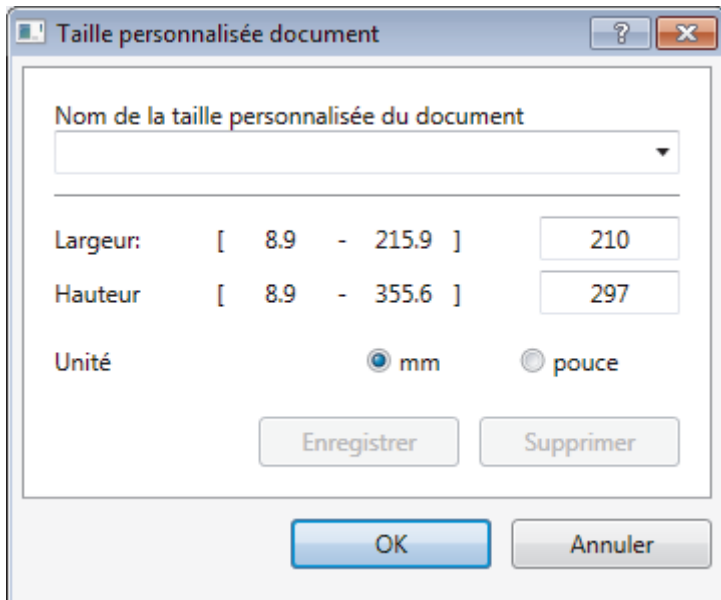 Taille personnalisée document
Nom de la taille personnalisée du document
Largeur: [ 8.9 - 215.9 ] 210
Hauteur [ 8.9 - 355.6 ] 297
Unité mm pouce
Enregistrer Supprimer
OK Annuler